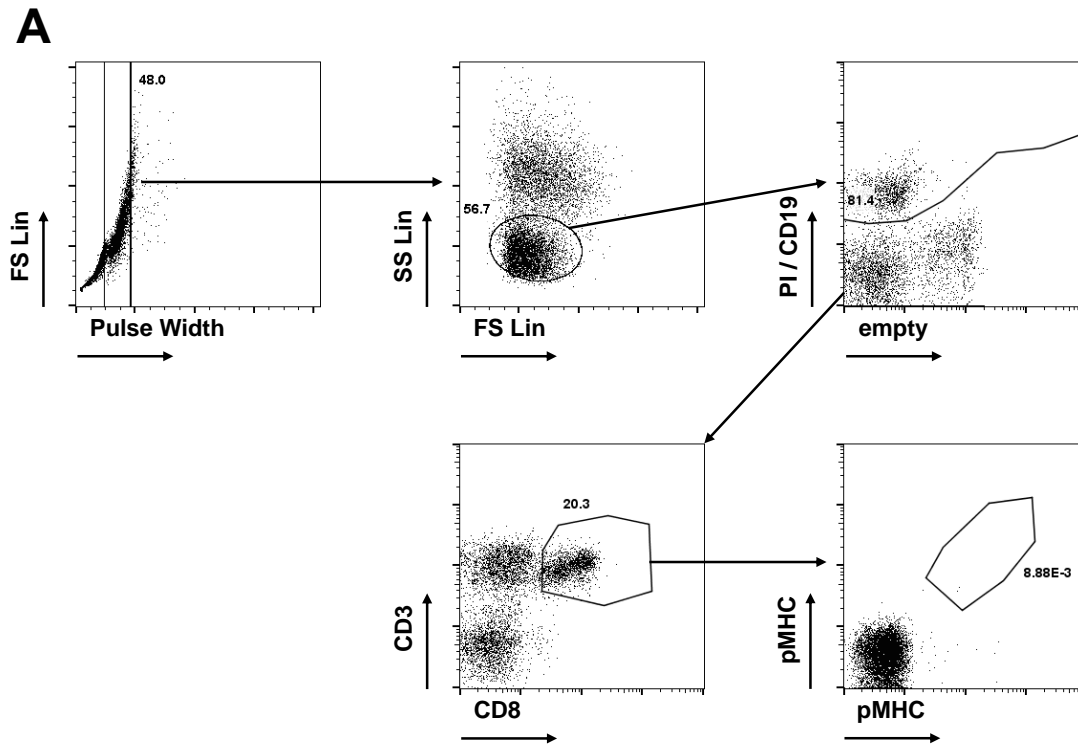 A
48.0
FS Lin
Pulse Width
56.7
SS Lin
FS Lin
81.4
PI / CD19
empty
20.3
CD3
CD8
8.88E-3
pMHC
pMHC